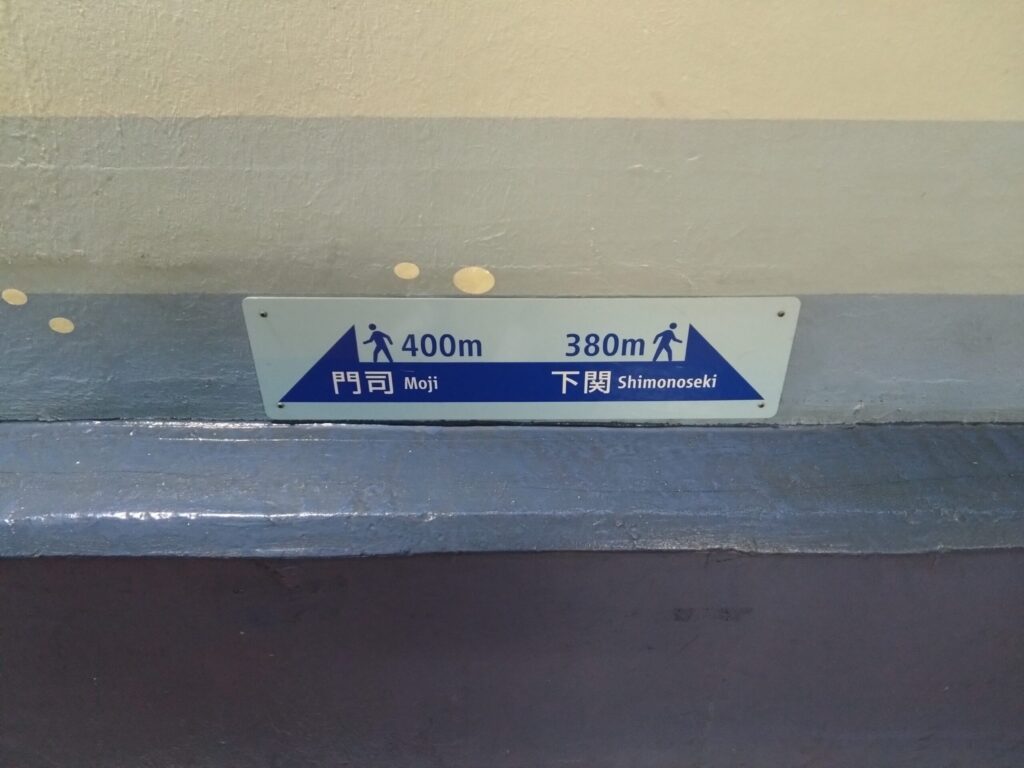 400m 380m
門司 Moji 下関 Shimonoseki